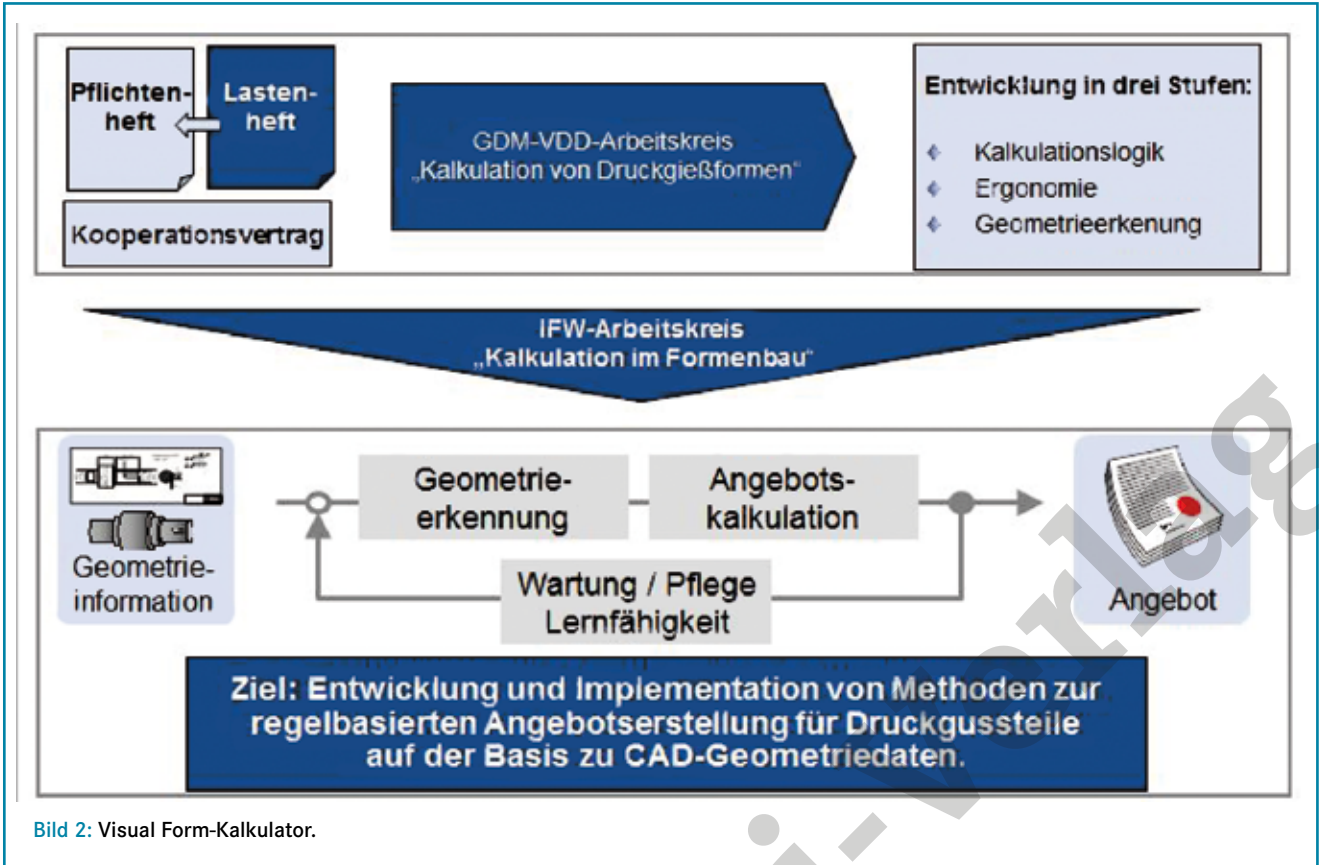 Pflichten-
heft
Lasten-
heft
Kooperationsvertrag
GDM-VDD-Arbeitskreis
„Kalkulation von Druckgießformen“
Entwicklung in drei Stufen:
Kalkulationslogik
Ergonomie
Geometrieerkenung
IFW-Arbeitskreis
„Kalkulation im Formenbau“
Geometrie-
information
Geometrie-
erkennung
Angebots-
kalkulation
Wartung / Pflege
Lernfähigkeit
Angebot
Ziel: Entwicklung und Implementation von Methoden zur
regelbasierten Angebotserstellung für Druckgussteile
auf der Basis zu CAD-Geometriedaten.
Bild 2: Visual Form-Kalkulator.
i-Verlag